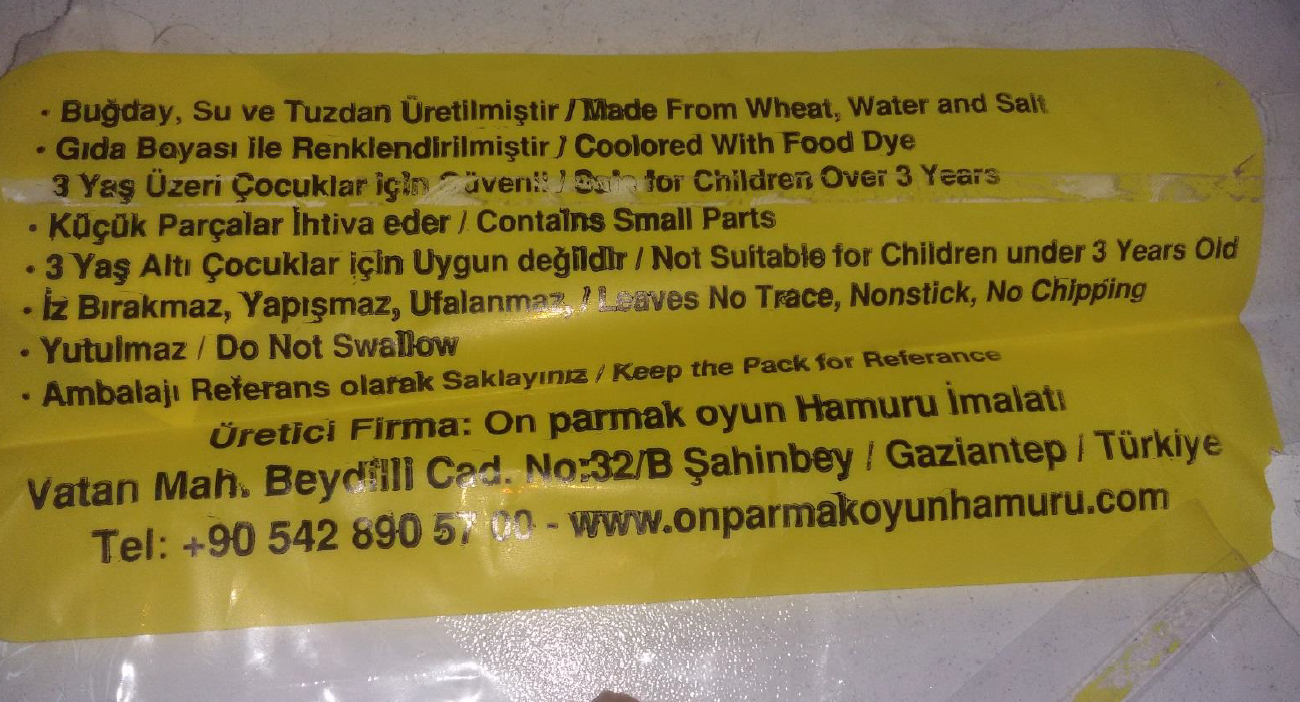 · Buğday, Su ve Tuzdan Üretilmiştir / Made From Wheat, Water and Salt
· Gıda Boyası ile Renklendirilmiştir / Coolored With Food Dye
3 Yaş Üzeri Çocuklar için Güvenli / Safe for Children Over 3 Years
· Küçük Parçalar İhtiva eder / Contains Small Parts
· 3 Yaş Altı Çocuklar için Uygun değildir / Not Suitable for Children under 3 Years Old
· İz Bırakmaz, Yapışmaz, Ufalanmaz, / Leaves No Trace, Nonstick, No Chipping
· Yutulmaz / Do Not Swallow
· Ambalajı Referans olarak Saklayınız / Keep the Pack for Referance
Üretici Firma: On parmak oyun Hamuru İmalatı
Vatan Mah. Beydilli Cad. No:32/B Şahinbey / Gaziantep / Türkiye
Tel: +90 542 890 57 00 - www.onparmakoyunhamuru.com